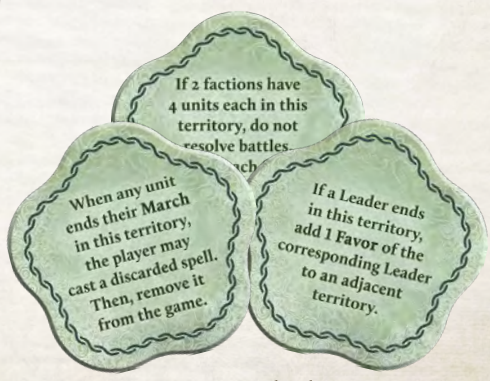 If 2 factions have
4 units each in this
territory, do not
resolve battles.
When any unit
ends their March
in this territory,
the player may
cast a discarded spell.
Then, remove it
from the game.
If a Leader ends
in this territory,
add 1 Favor of the
corresponding Leader
to an adjacent
territory.